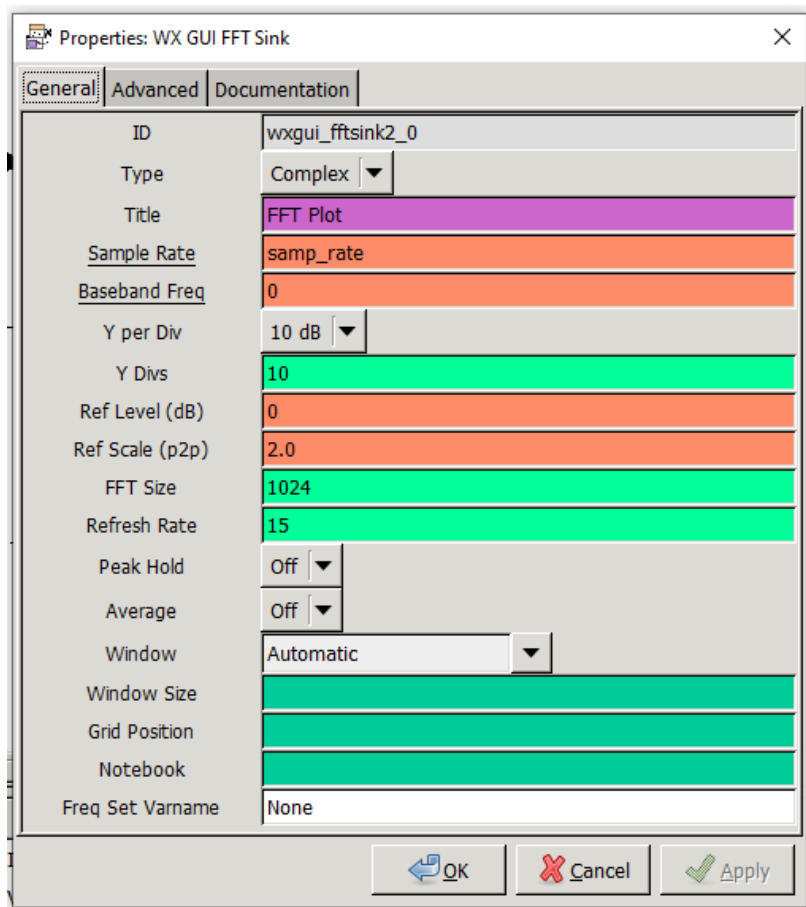 Properties: WX GUI FFT Sink
General Advanced Documentation
ID wxgui_fftsink2_0
Type Complex
Title FFT Plot
Sample Rate samp_rate
Baseband Freq 0
Y per Div 10 dB
Y Divs 10
Ref Level (dB) 0
Ref Scale (p2p) 2.0
FFT Size 1024
Refresh Rate 15
Peak Hold Off
Average Off
Window Automatic
Window Size
Grid Position
Notebook
Freq Set Varname None
OK Cancel Apply